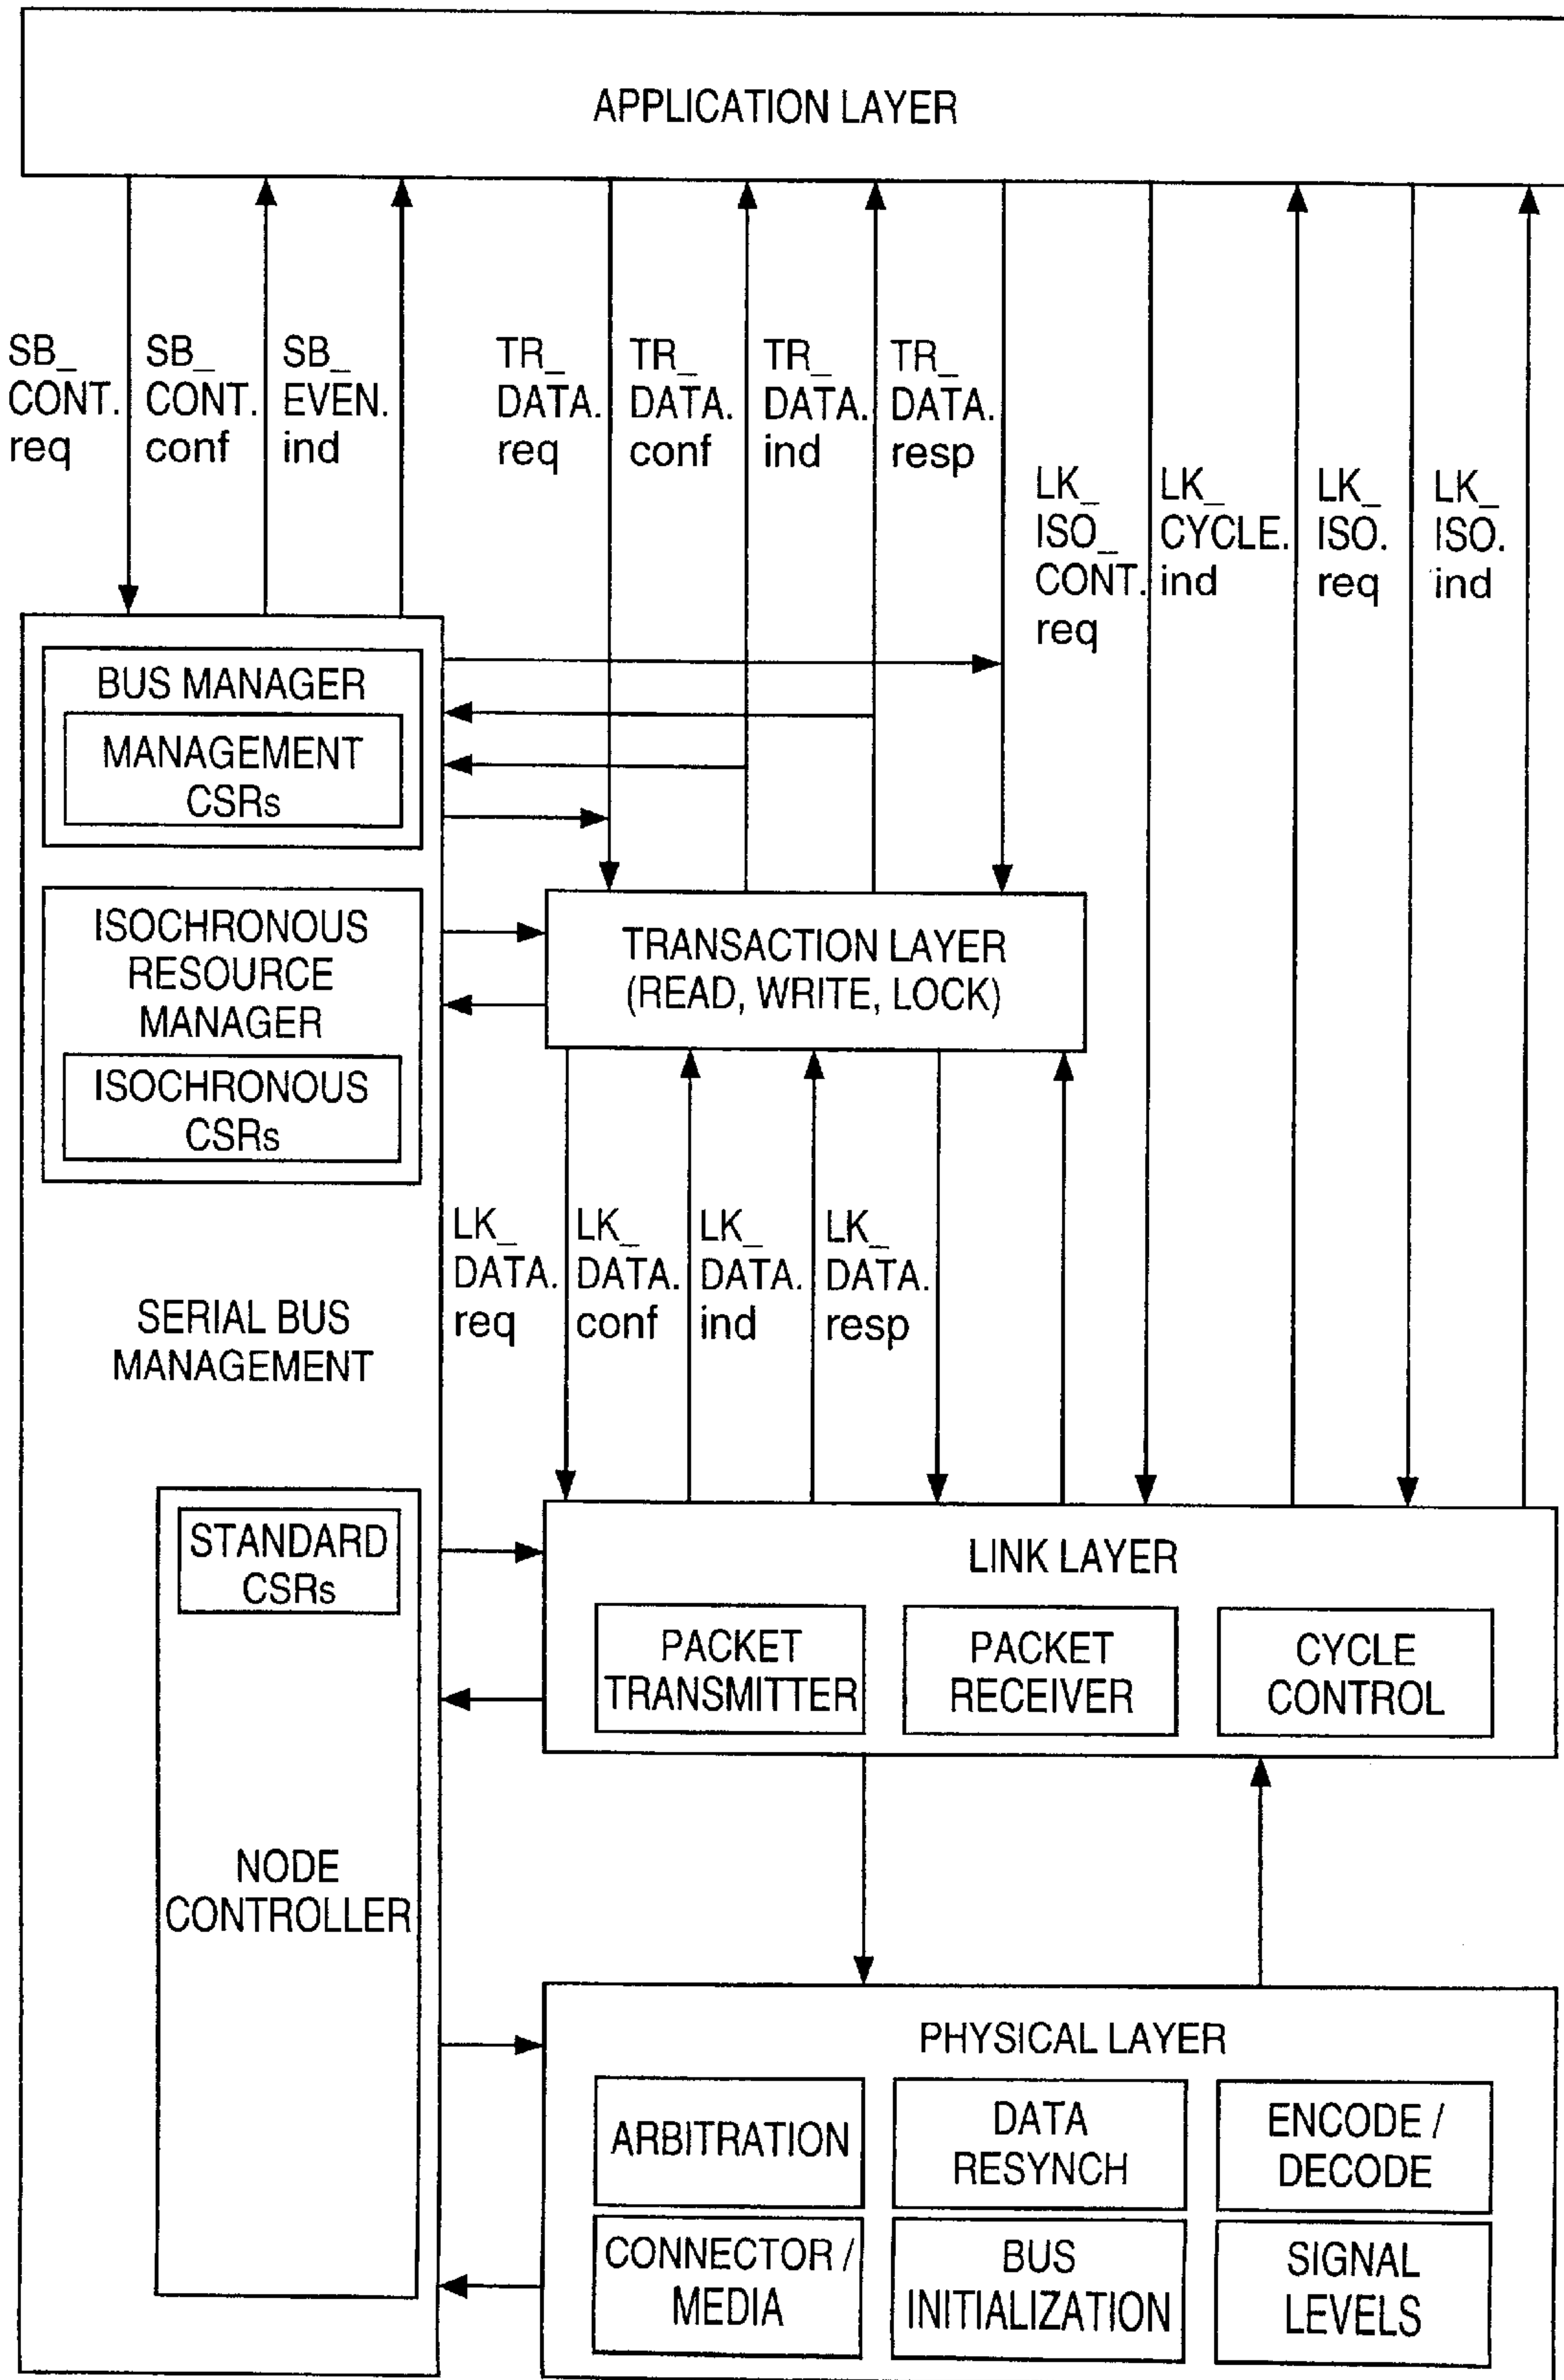 APPLICATION LAYER
SB_
CONT.
req
SB_
CONT.
conf
SB_
EVEN.
ind
TR_
DATA.
req
TR_
DATA.
conf
TR_
DATA.
ind
TR_
DATA.
resp
LK_
ISO_
CONT.
req
LK_
CYCLE.
ind
LK_
ISO.
req
LK_
ISO.
ind
BUS MANAGER
MANAGEMENT
CSRs
ISOCHRONOUS
RESOURCE
MANAGER
ISOCHRONOUS
CSRs
TRANSACTION LAYER
(READ, WRITE, LOCK)
LK_
DATA.
req
LK_
DATA.
conf
LK_
DATA.
ind
LK_
DATA.
resp
SERIAL BUS
MANAGEMENT
STANDARD
CSRs
NODE
CONTROLLER
LINK LAYER
PACKET
TRANSMITTER
PACKET
RECEIVER
CYCLE
CONTROL
PHYSICAL LAYER
ARBITRATION
DATA
RESYNCH
ENCODE /
DECODE
CONNECTOR /
MEDIA
BUS
INITIALIZATION
SIGNAL
LEVELS